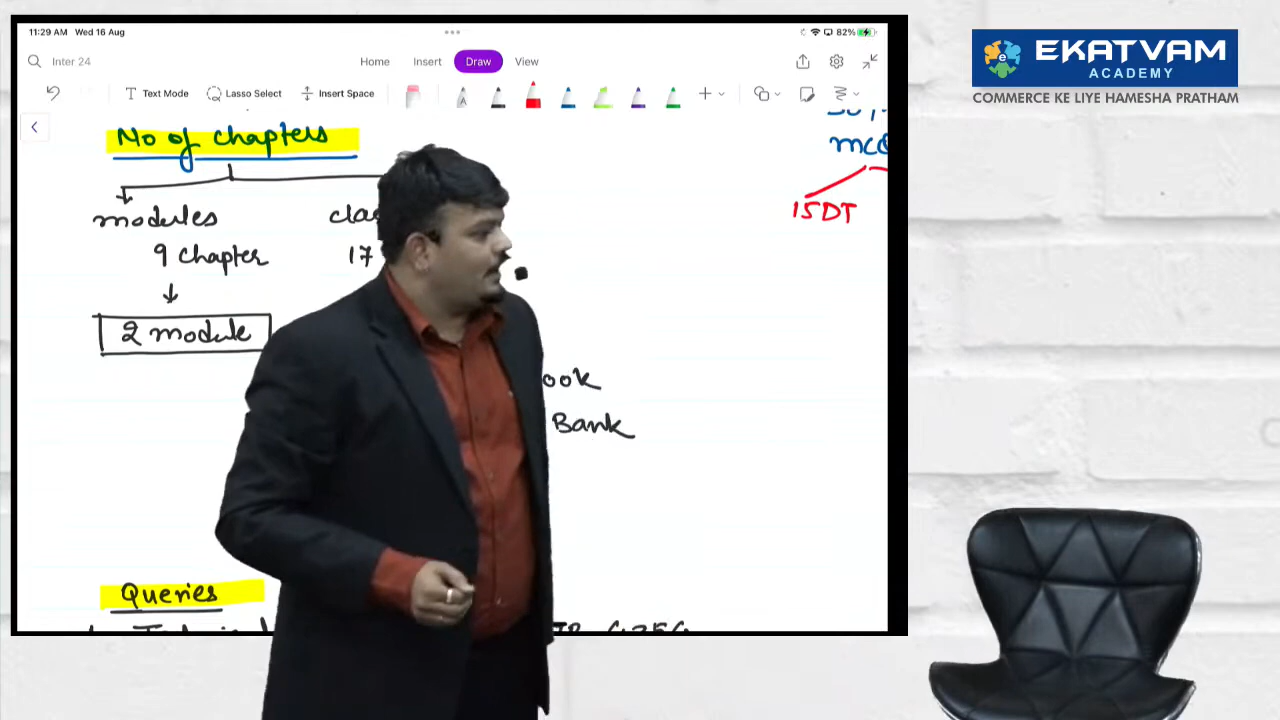 11:29 AM Wed 16 Aug
82%
Inter 24
Home Insert Draw View
Text Mode Lasso Select Insert Space
EKATVAM
ACADEMY
COMMERCE KE LIYE HAMESHA PRATHAM
No of chapters
modules
9 chapter 17
2 module
15DT
Bank
Queries